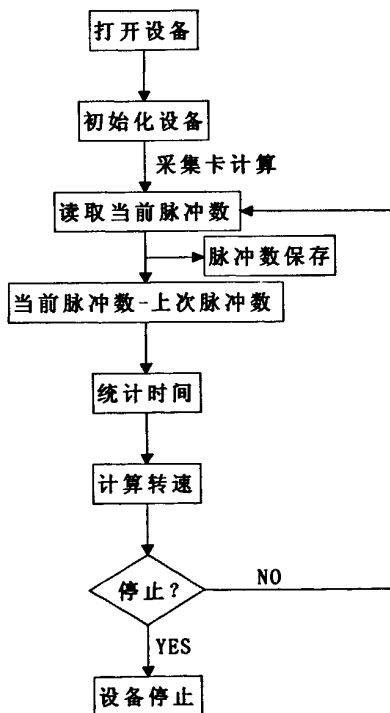 打开设备
初始化设备
采集卡计算
读取当前脉冲数
脉冲数保存
当前脉冲数-上次脉冲数
统计时间
计算转速
停止?
NO
YES
设备停止